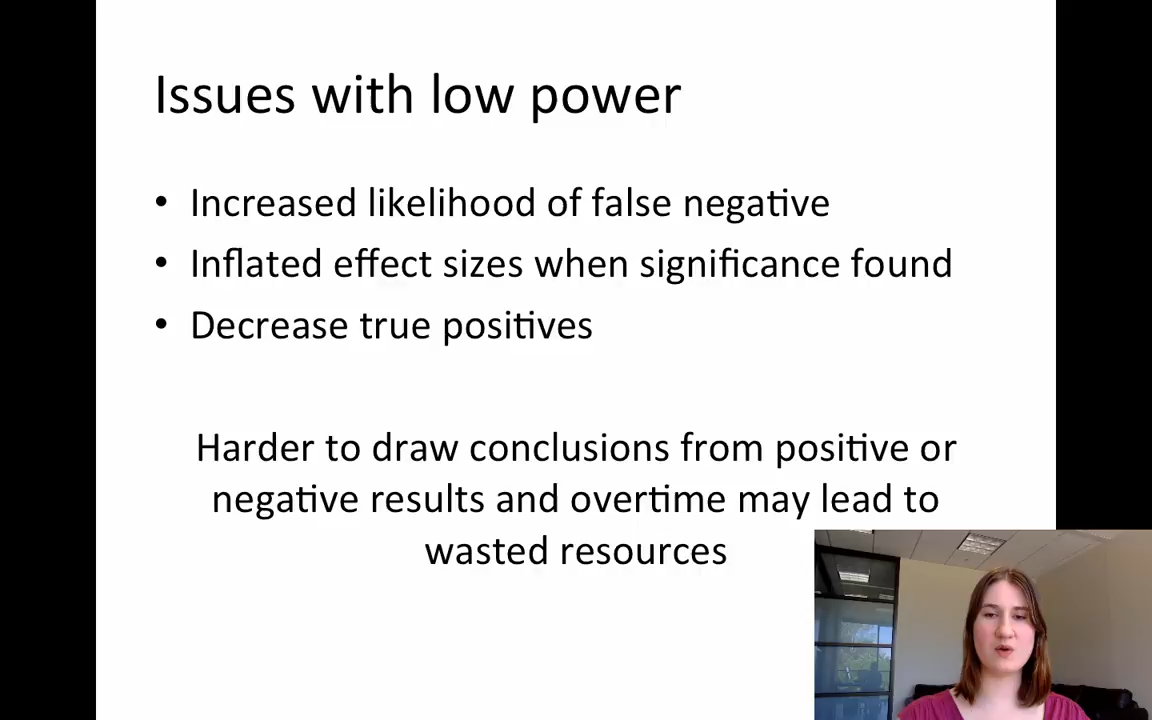 Issues with low power
• Increased likelihood of false negative
• Inflated effect sizes when significance found
• Decrease true positives
Harder to draw conclusions from positive or
negative results and overtime may lead to
wasted resources